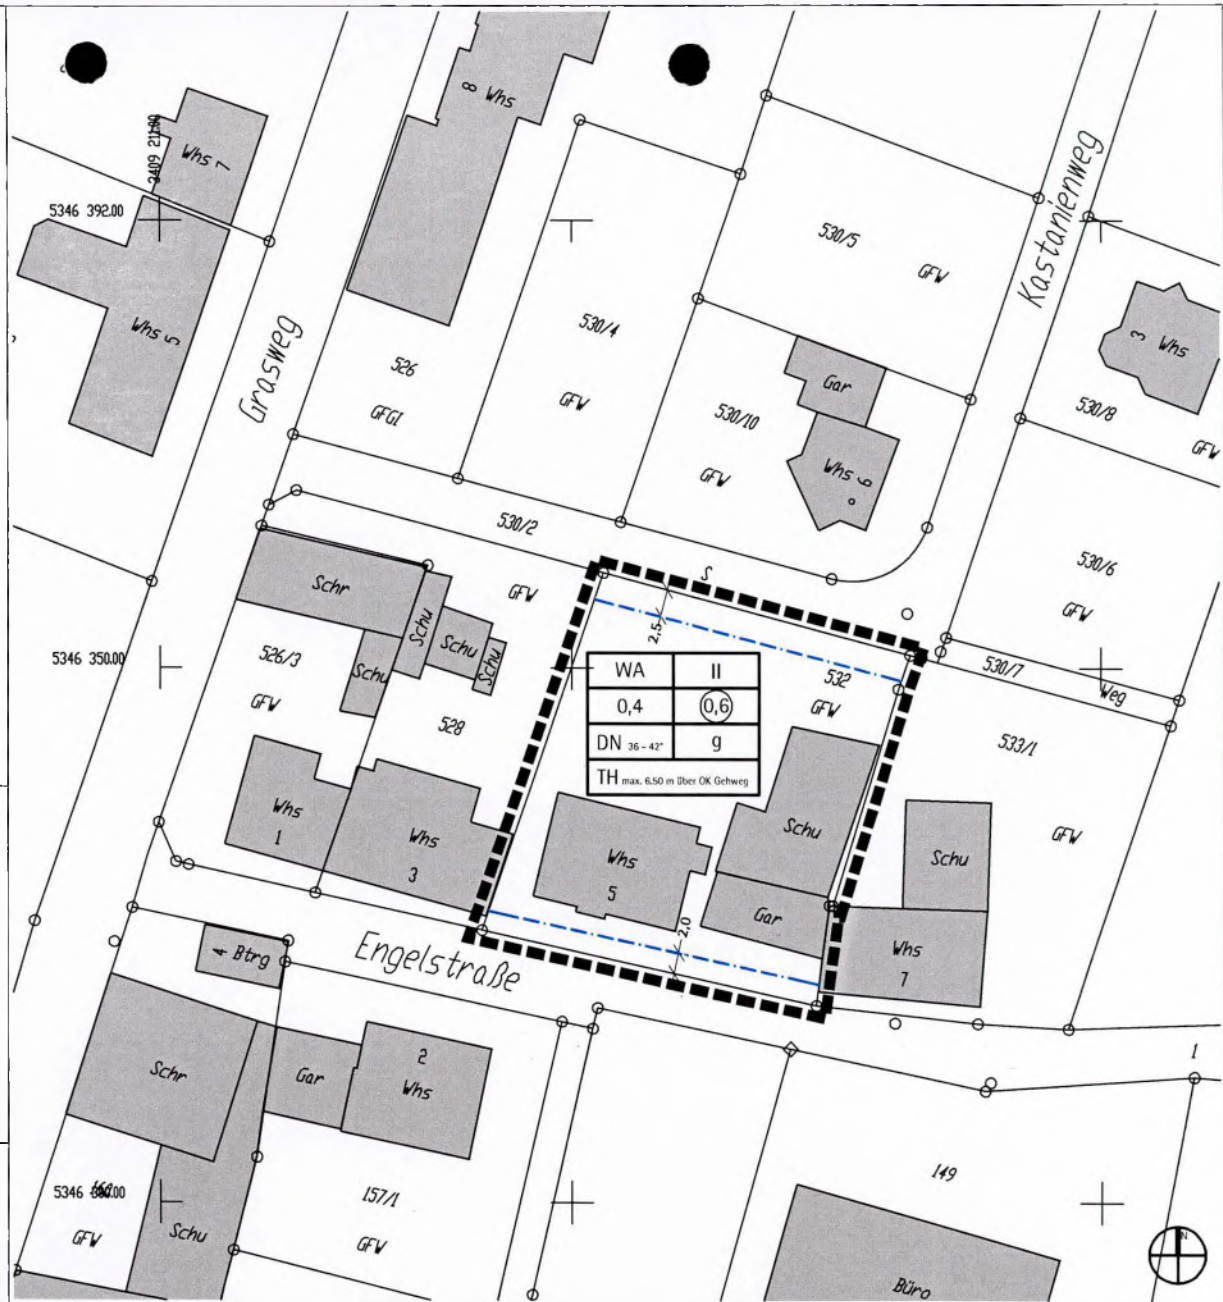 8 Whs
Whs 7
3409 211.00
5346 392.00
Kastanienweg
530/5
GFW
Whs 5
530/4
3 Whs
Grasweg
526
GFGI
GFW
Gar
530/10
530/8
GFW
Whs 6
GFW
530/2
S
530/6
GFW
Schr
GFW
Schu
Schu
Schu
Schu
2,5
5346 350.00
526/3
GFW
528
WA II
0,4 0,6
DN 36 - 42° g
TH max. 6.50 m über OK Gehweg
532
GFW
530/7
Weg
533/1
Whs
1
Whs
3
Whs
5
Schu
Schu
GFW
Gar
2,0
Whs
7
4 Btrg
Engelstraße
1
Schr
Gar
2
Whs
149
157/1
GFW
GFW
Schu
Büro
N